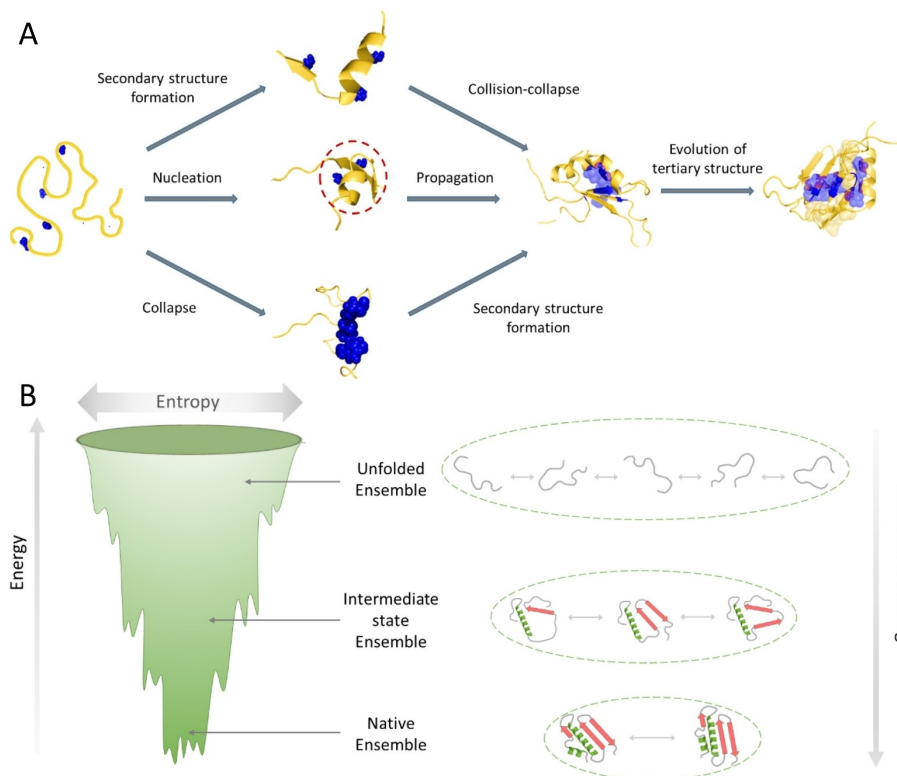 A
Secondary structure
formation
Collision-collapse
Nucleation
Propagation
Evolution of
tertiary structure
Collapse
Secondary structure
formation
B
Entropy
Energy
Unfolded
Ensemble
Intermediate
state
Ensemble
Native
Ensemble